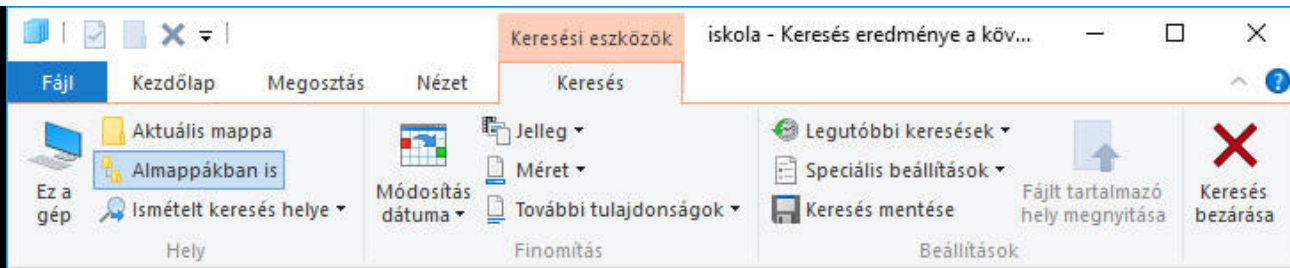 Keresési eszközök
iskola - Keresés eredménye a köv...
Fájl
Kezdőlap
Megosztás
Nézet
Keresés
Ez a
gép
Aktuális mappa
Almappákban is
Ismételt keresés helye
Hely
Módosítás
dátuma
Jelleg
Méret
További tulajdonságok
Finomítás
Legutóbbi keresések
Speciális beállítások
Keresés mentése
Fájlt tartalmazó
hely megnyitása
Beállítások
Keresés
bezárása